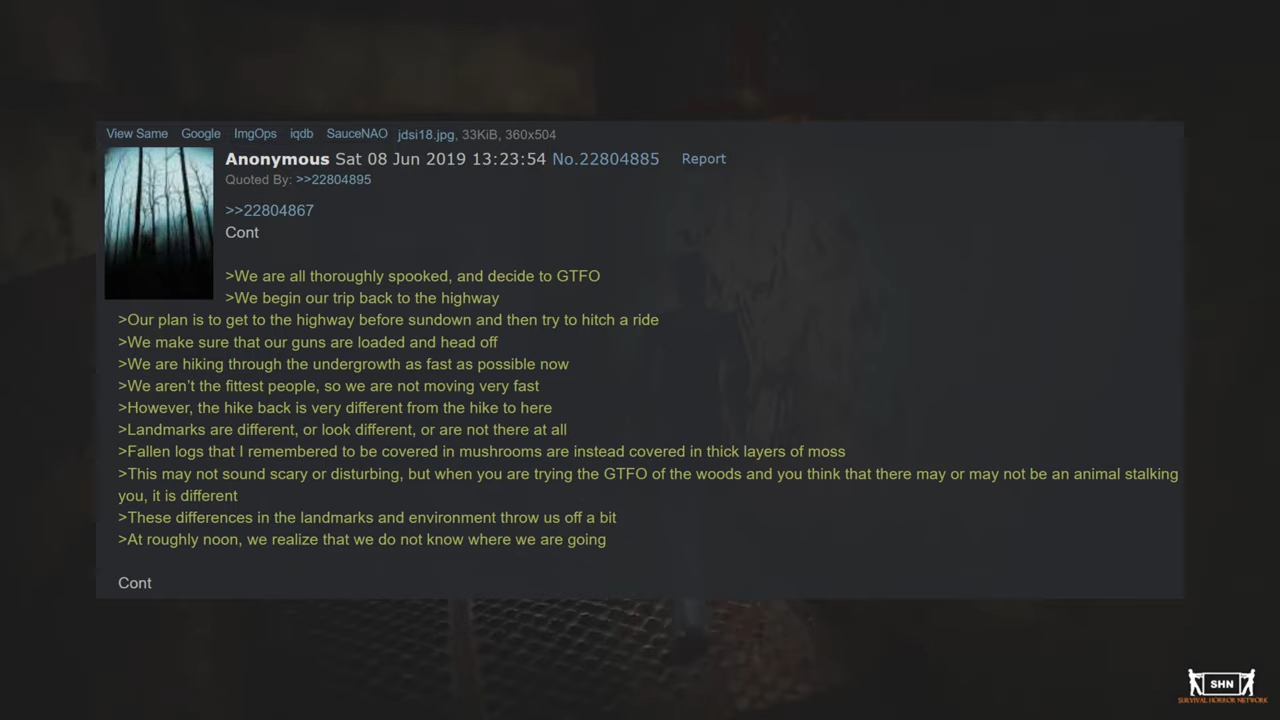 View Same Google ImgOps iqdb SauceNAO jdsi18.jpg, 33KiB, 360x504
Anonymous Sat 08 Jun 2019 13:23:54 No.22804885 Report
Quoted By: >>22804895
>>22804867
Cont
>We are all thoroughly spooked, and decide to GTFO
>We begin our trip back to the highway
>Our plan is to get to the highway before sundown and then try to hitch a ride
>We make sure that our guns are loaded and head off
>We are hiking through the undergrowth as fast as possible now
>We aren't the fittest people, so we are not moving very fast
>However, the hike back is very different from the hike to here
>Landmarks are different, or look different, or are not there at all
>Fallen logs that I remembered to be covered in mushrooms are instead covered in thick layers of moss
>This may not sound scary or disturbing, but when you are trying the GTFO of the woods and you think that there may or may not be an animal stalking
you, it is different
>These differences in the landmarks and environment throw us off a bit
>At roughly noon, we realize that we do not know where we are going
Cont
SHN
SURVIVAL HORROR NETWORK